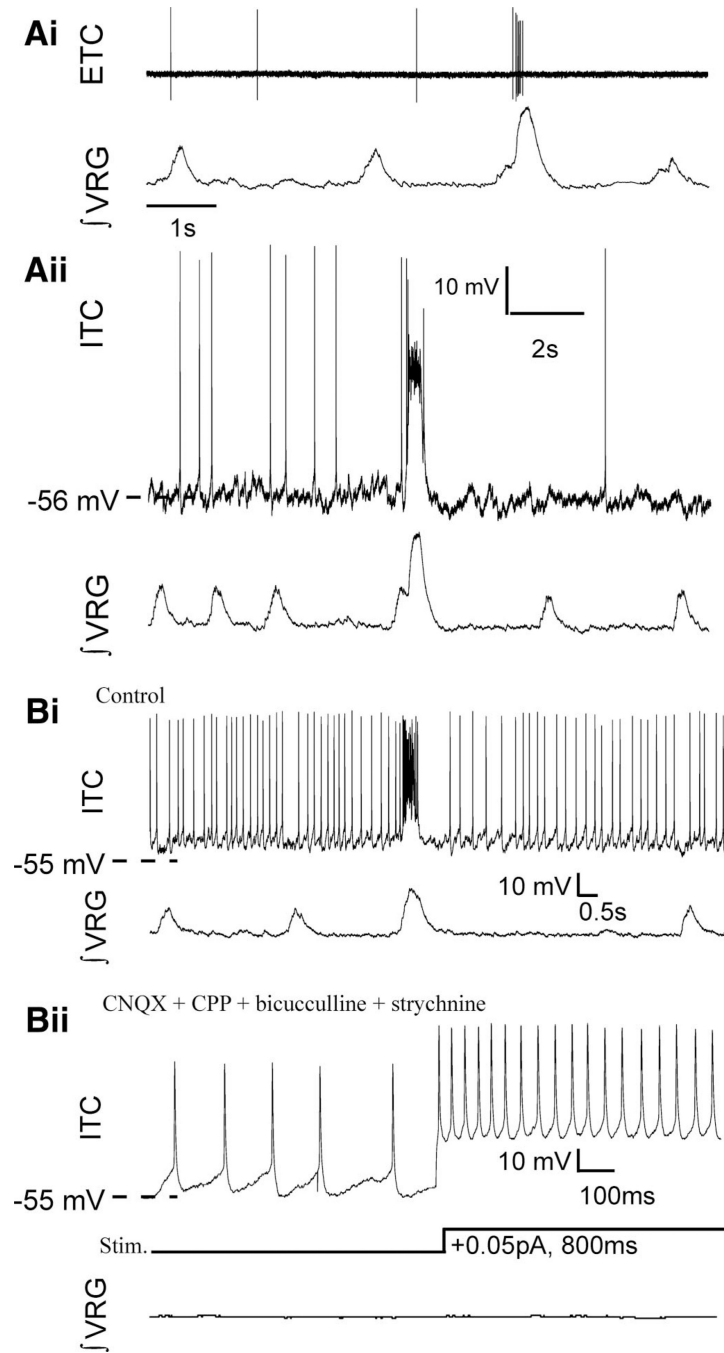 Ai
ETC
∫VRG
1s
Aii
ITC
10 mV
2s
-56 mV
∫VRG
Bi
Control
ITC
-55 mV
10 mV
0.5s
∫VRG
Bii
CNQX + CPP + bicucculline + strychnine
ITC
10 mV
100ms
-55 mV
Stim.
+0.05pA, 800ms
∫VRG